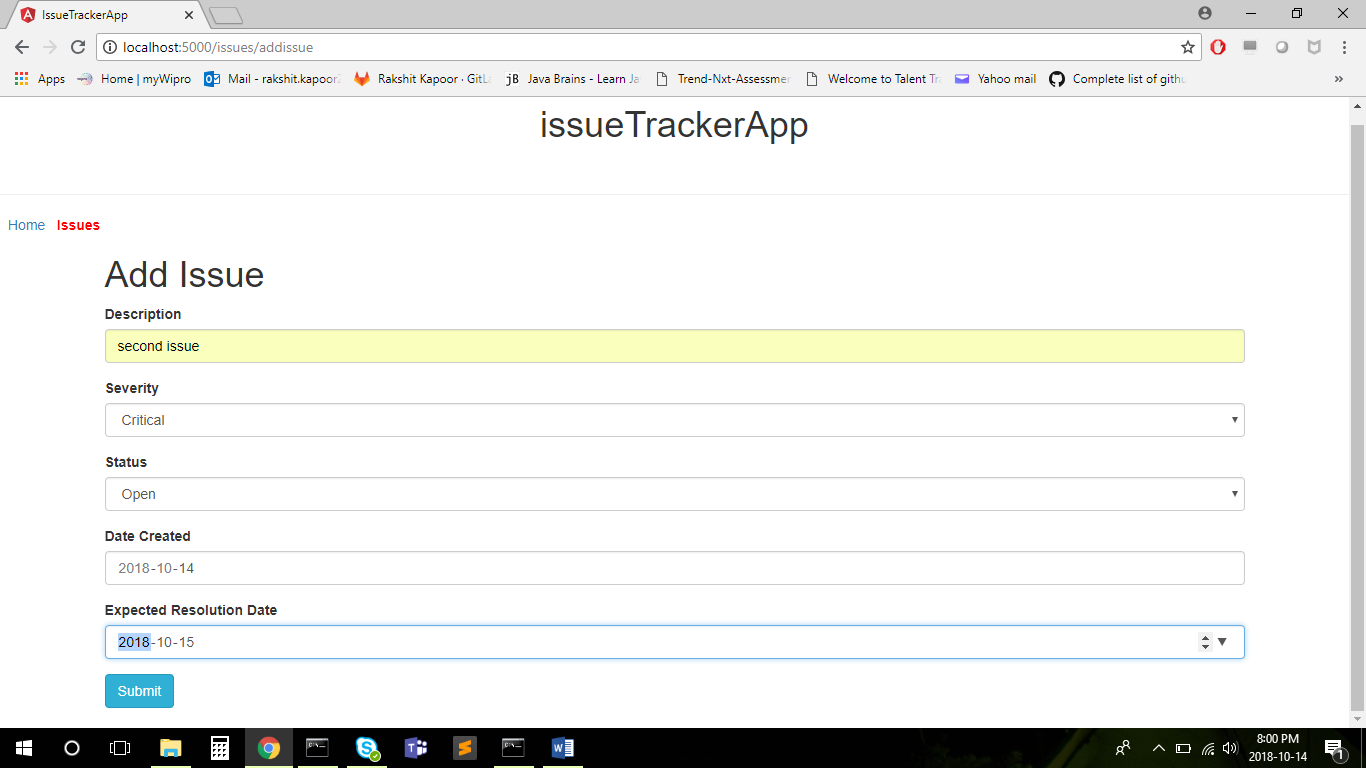 IssueTrackerApp
localhost:5000/issues/addissue
Apps Home | myWipro Mail - rakshit.kapoor Rakshit Kapoor · GitL jB Java Brains - Learn Ja Trend-Nxt-Assessmer Welcome to Talent Tr Yahoo mail Complete list of githu »
issueTrackerApp
Home Issues
Add Issue
Description
second issue
Severity
Critical
Status
Open
Date Created
2018-10-14
Expected Resolution Date
2018-10-15
Submit
8:00 PM
2018-10-14
1